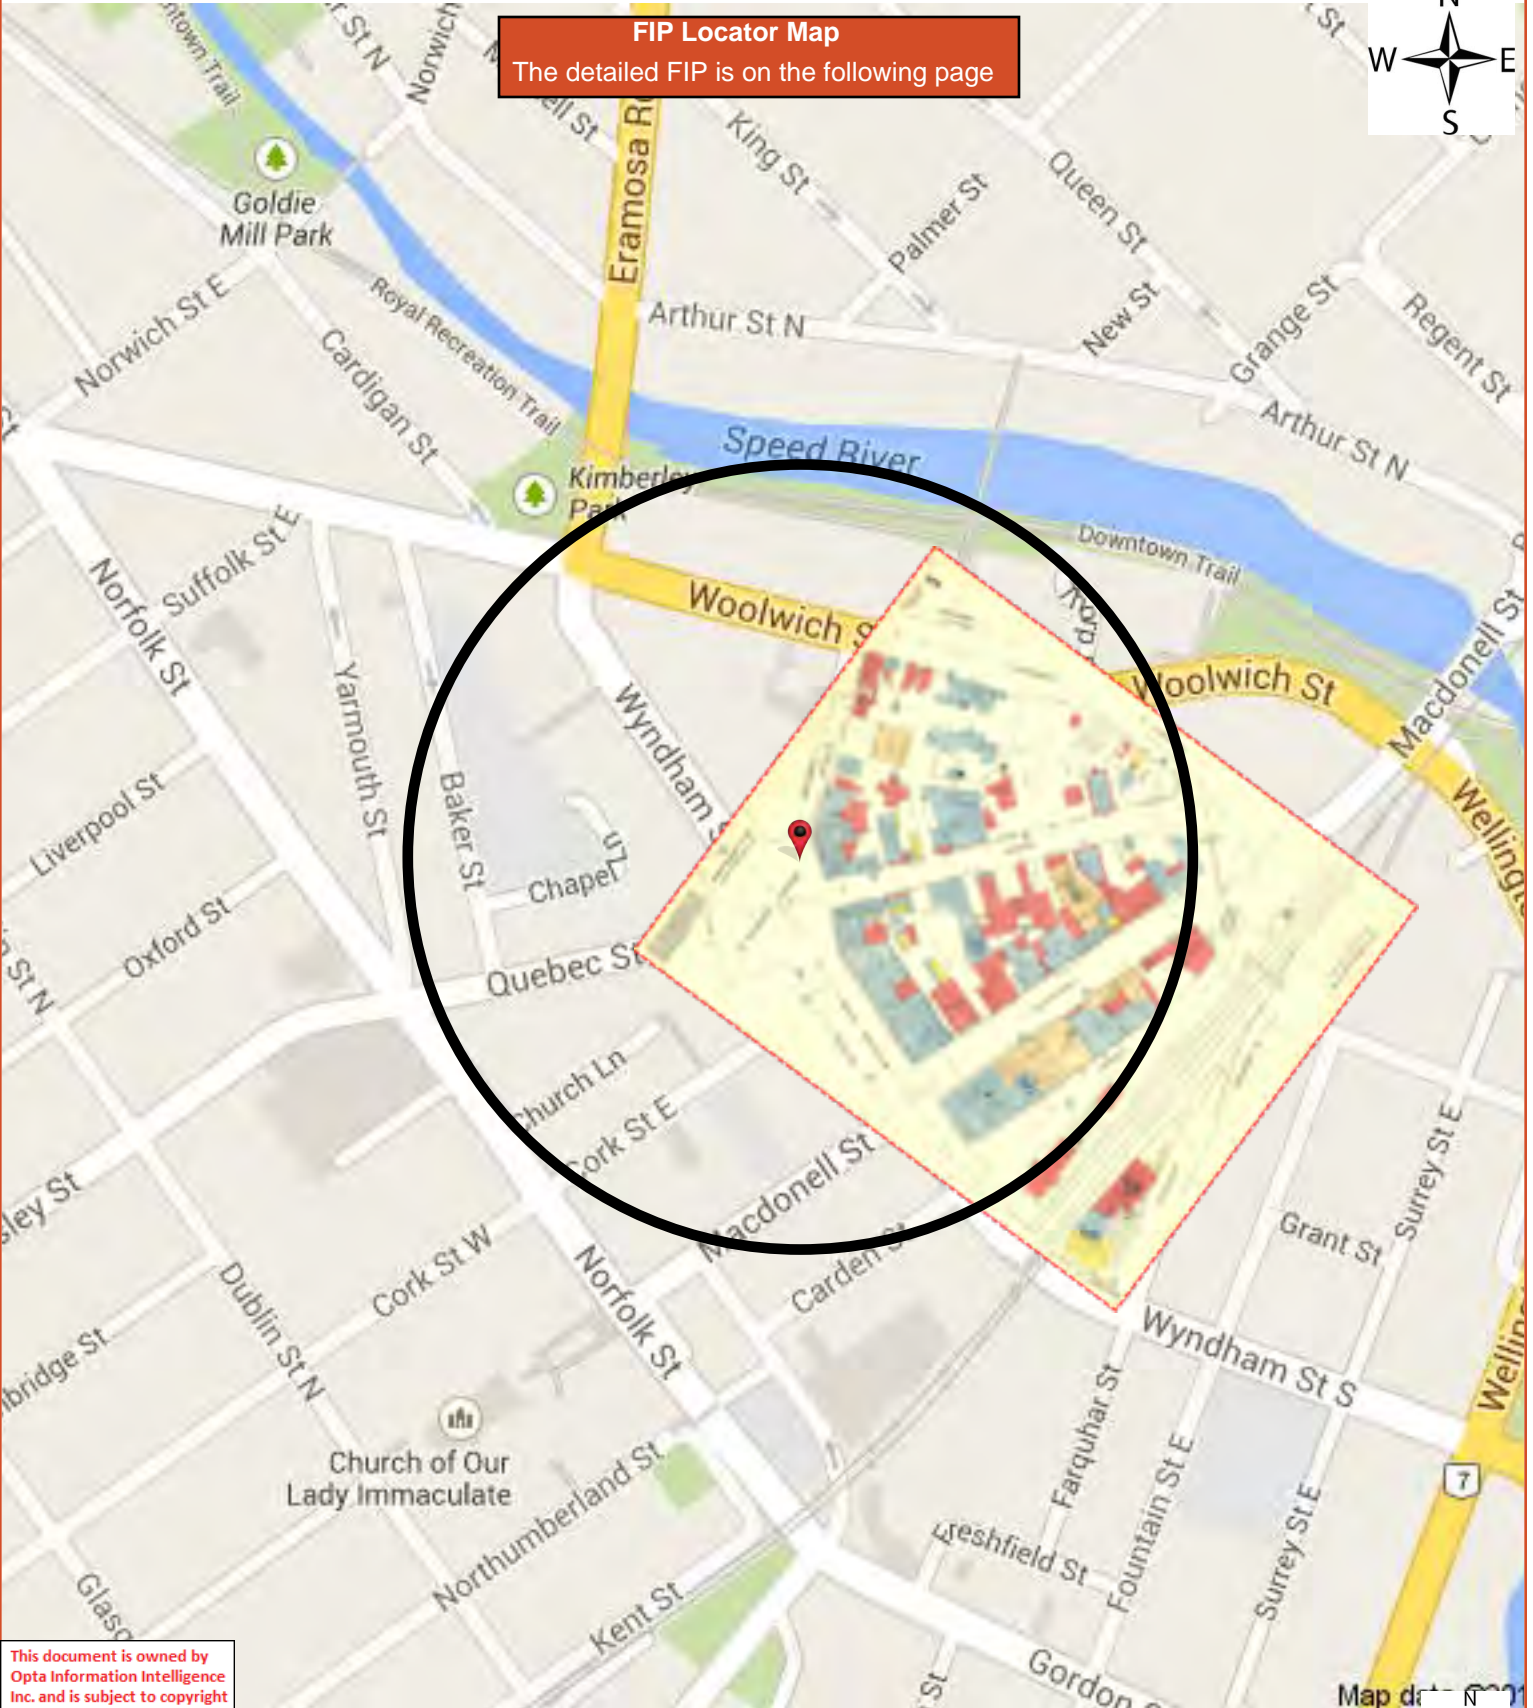 FIP Locator Map
The detailed FIP is on the following page
N
W
E
S
Norwich
King St
Queen St
Palmer St
Eramosa
Goldie
Mill Park
Norwich St E
Royal Recreation Trail
Cardigan St
Arthur St N
New St
Grange St
Regent St
Arthur St N
Speed River
Kimberley
Park
Downtown Trail
Suffolk St E
Norfolk St
Woolwich
Woolwich St
Macdonell St
Yarmouth St
Wyndham
Baker St
Liverpool St
Chapel
Ln
Oxford St
Quebec St
Church Ln
Cork St E
Macdonell St
Carden St
Cork St W
Norfolk St
Dublin St N
Surrey St E
Grant St
Wyndham St S
Church of Our
Lady Immaculate
Northumberland St
Farquhar St
Fountain St E
Freshfield St
Surrey St E
7
Kent St
Gordon
This document is owned by
Opta Information Intelligence
Inc. and is subject to copyright
Map
N